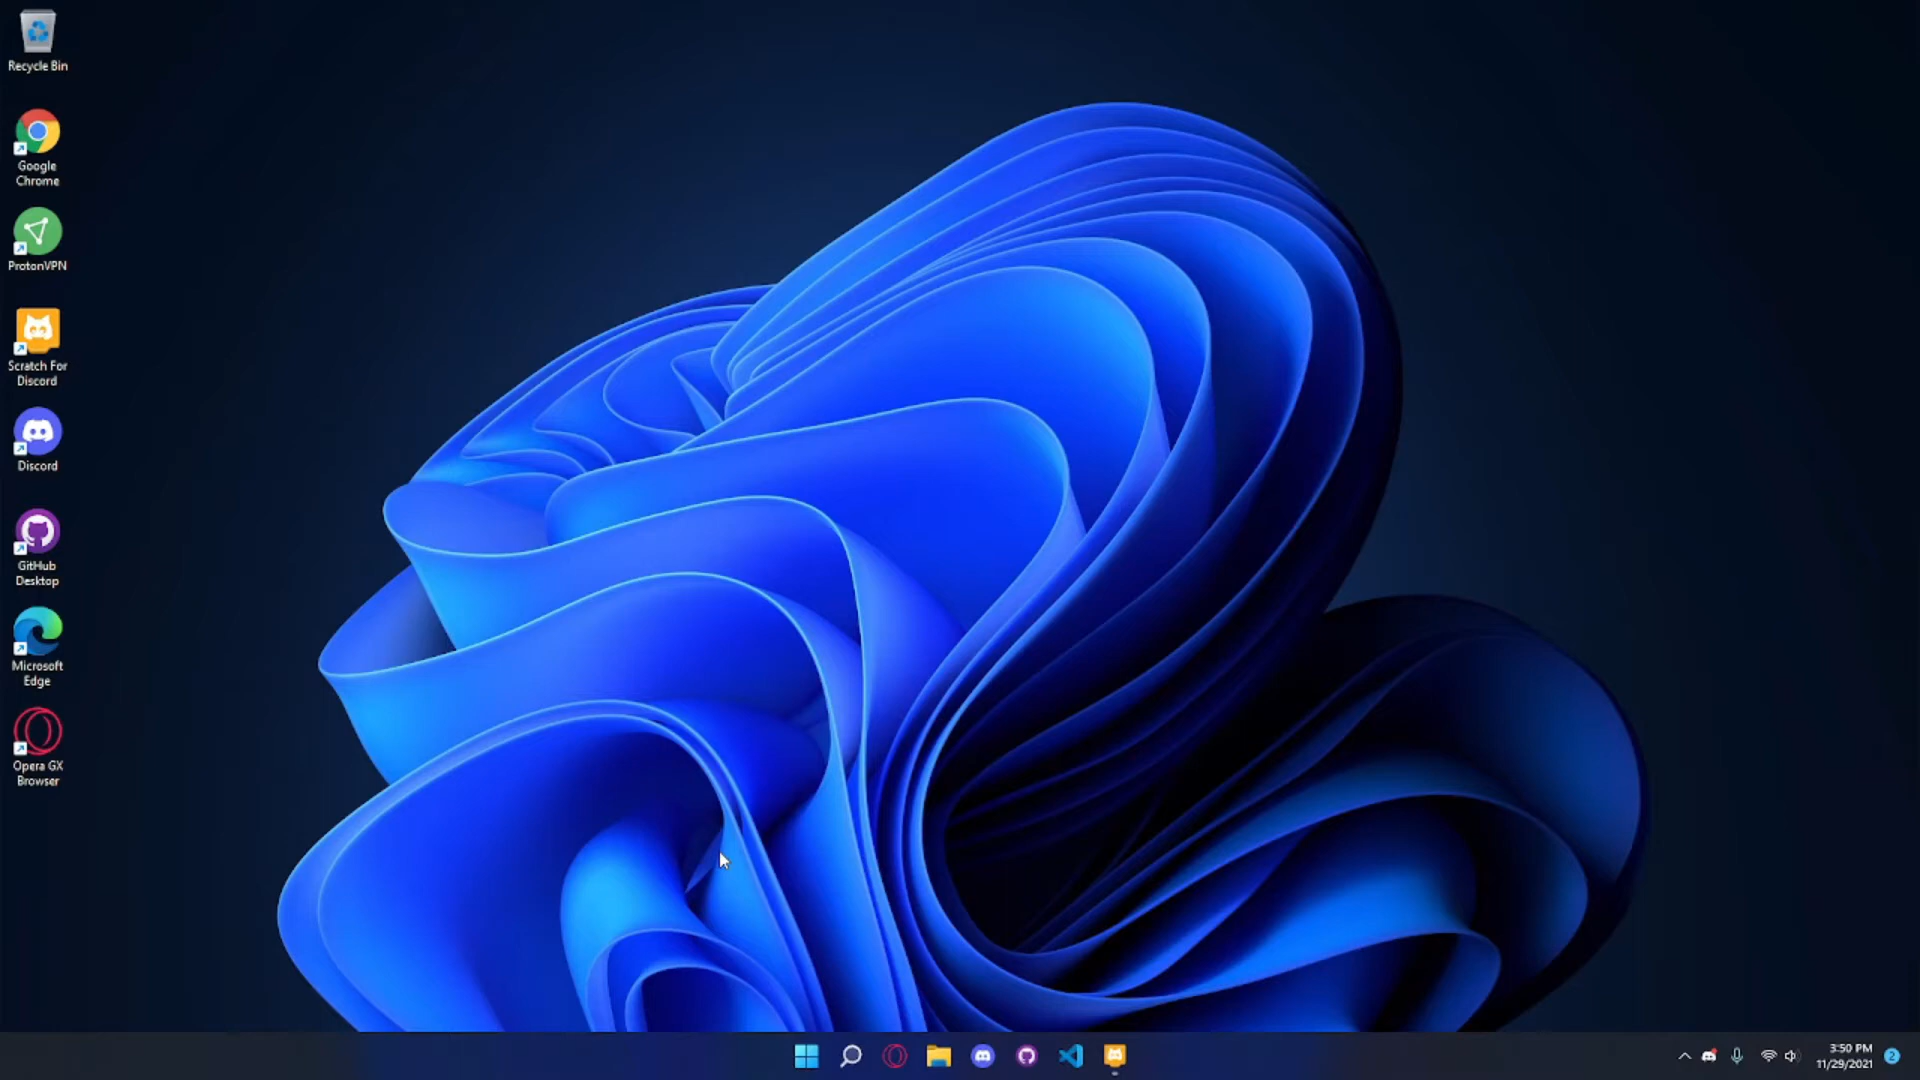 Recycle Bin
Google
Chrome
ProtonVPN
Scratch For
Discord
Discord
GitHub
Desktop
Microsoft
Edge
Opera GX
Browser
3:50 PM
11/29/2021
2